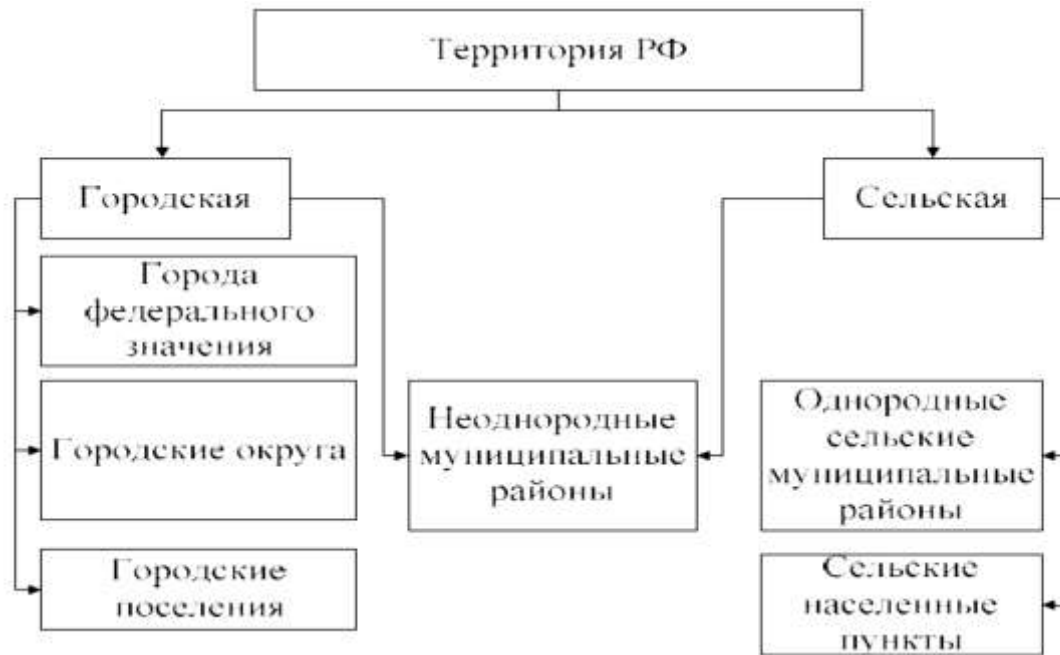 Территория РФ
Городская
Сельская
Города
федерального
значения
Городские округа
Городские
поселения
Неоднородные
муниципальные
районы
Однородные
сельские
муниципальные
районы
Сельские
населенные
пункты